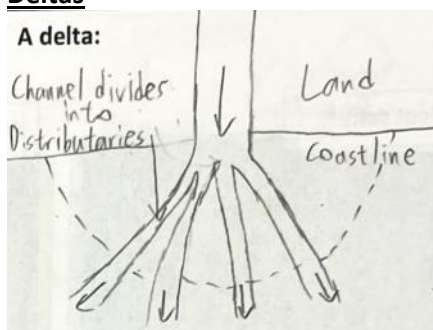 Deltas
A delta:
Channel divides
into
Distributaries
Land
Coastline